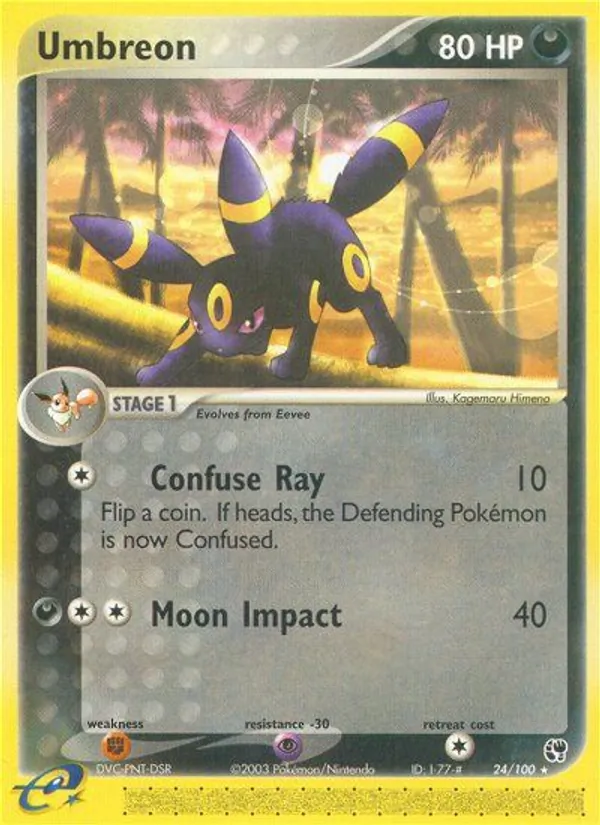 Umbreon 80 HP
Illus. Kagemaru Himeno
STAGE 1
Evolves from Eevee
Confuse Ray 10
Flip a coin. If heads, the Defending Pokémon
is now Confused.
Moon Impact 40
weakness resistance -30 retreat cost
DVC-PNT-DSR ©2003 Pokémon/Nintendo ID: I-77-# 24/100 ★
e